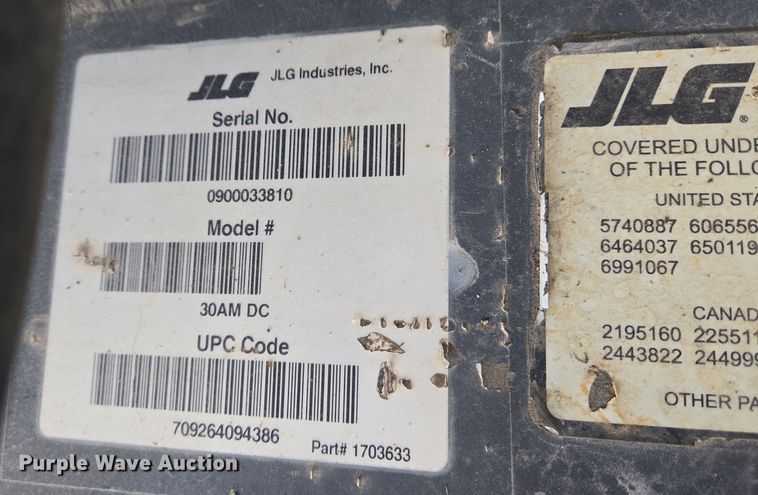 JLG JLG Industries, Inc.
Serial No.
0900033810
Model #
30AM DC
UPC Code
709264094386
Part# 1703633
JLG®
COVERED UNDE
OF THE FOLLO
UNITED STA
5740887 606556
6464037 650119
6991067
CANAD
2195160 225511
2443822 244999
OTHER PA
Purple Wave Auction